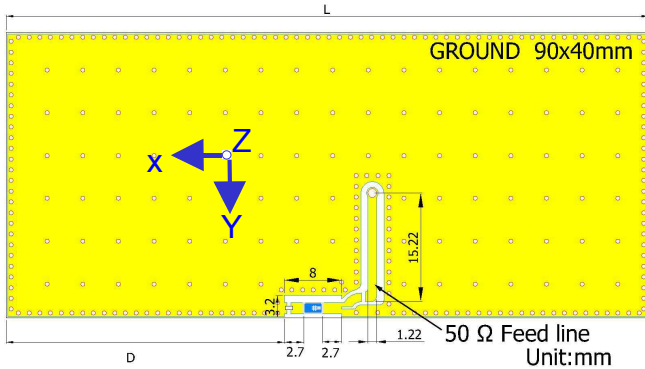 L
GROUND 90x40mm
Z
x
Y
15.22
8
3.2
50 Ω Feed line
1.22
2.7
2.7
D
Unit:mm